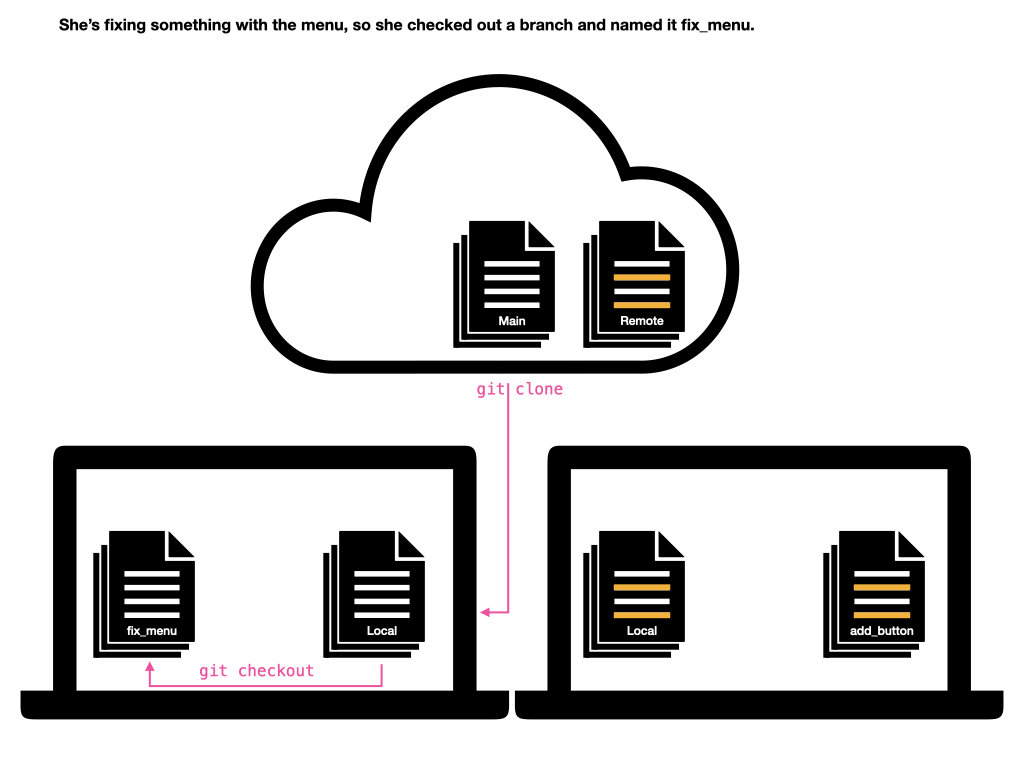 She’s fixing something with the menu, so she checked out a branch and named it fix_menu.
Main
Remote
git clone
fix_menu
Local
Local
add_button
git checkout